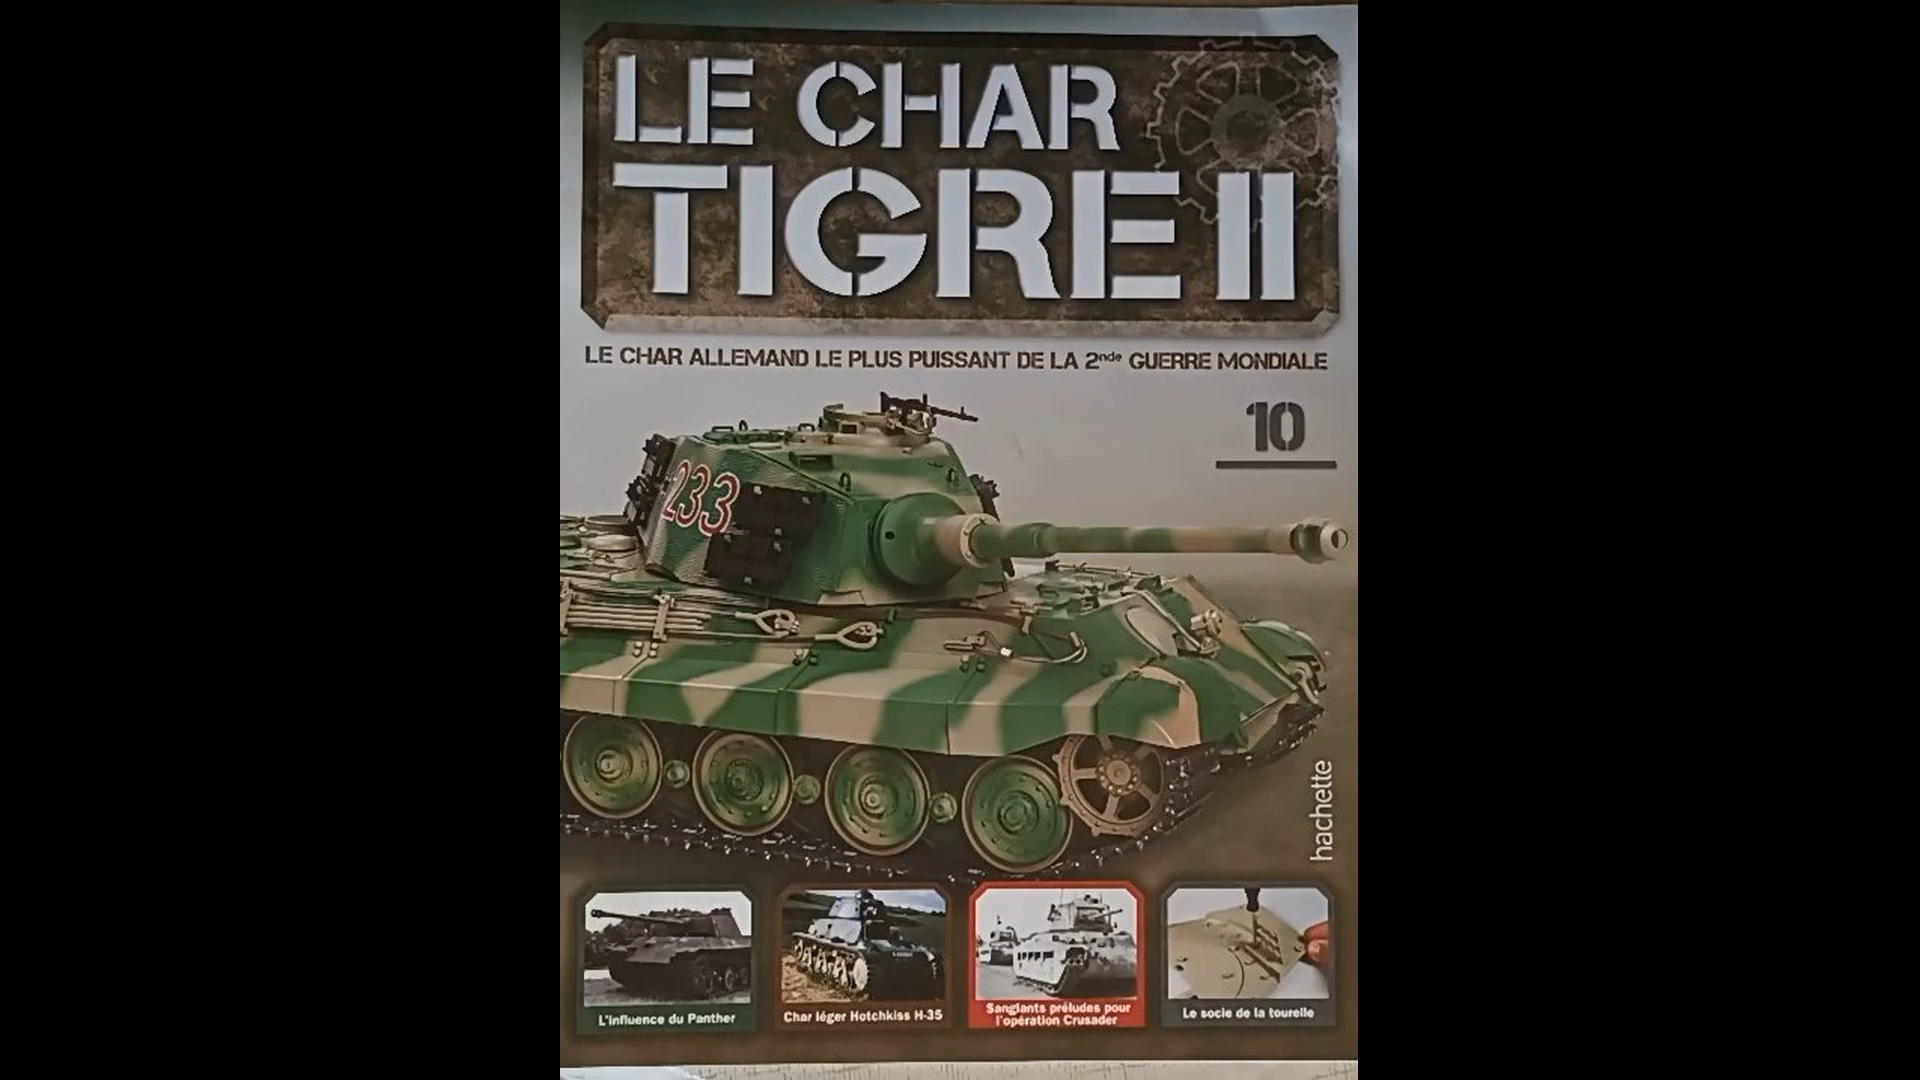 LE CHAR
TIGRE II
LE CHAR ALLEMAND LE PLUS PUISSANT DE LA 2nde GUERRE MONDIALE
10
233
hachette
L'influence du Panther
Char léger Hotchkiss H-35
Sanglants préludes pour
l'opération Crusader
Le socle de la tourelle